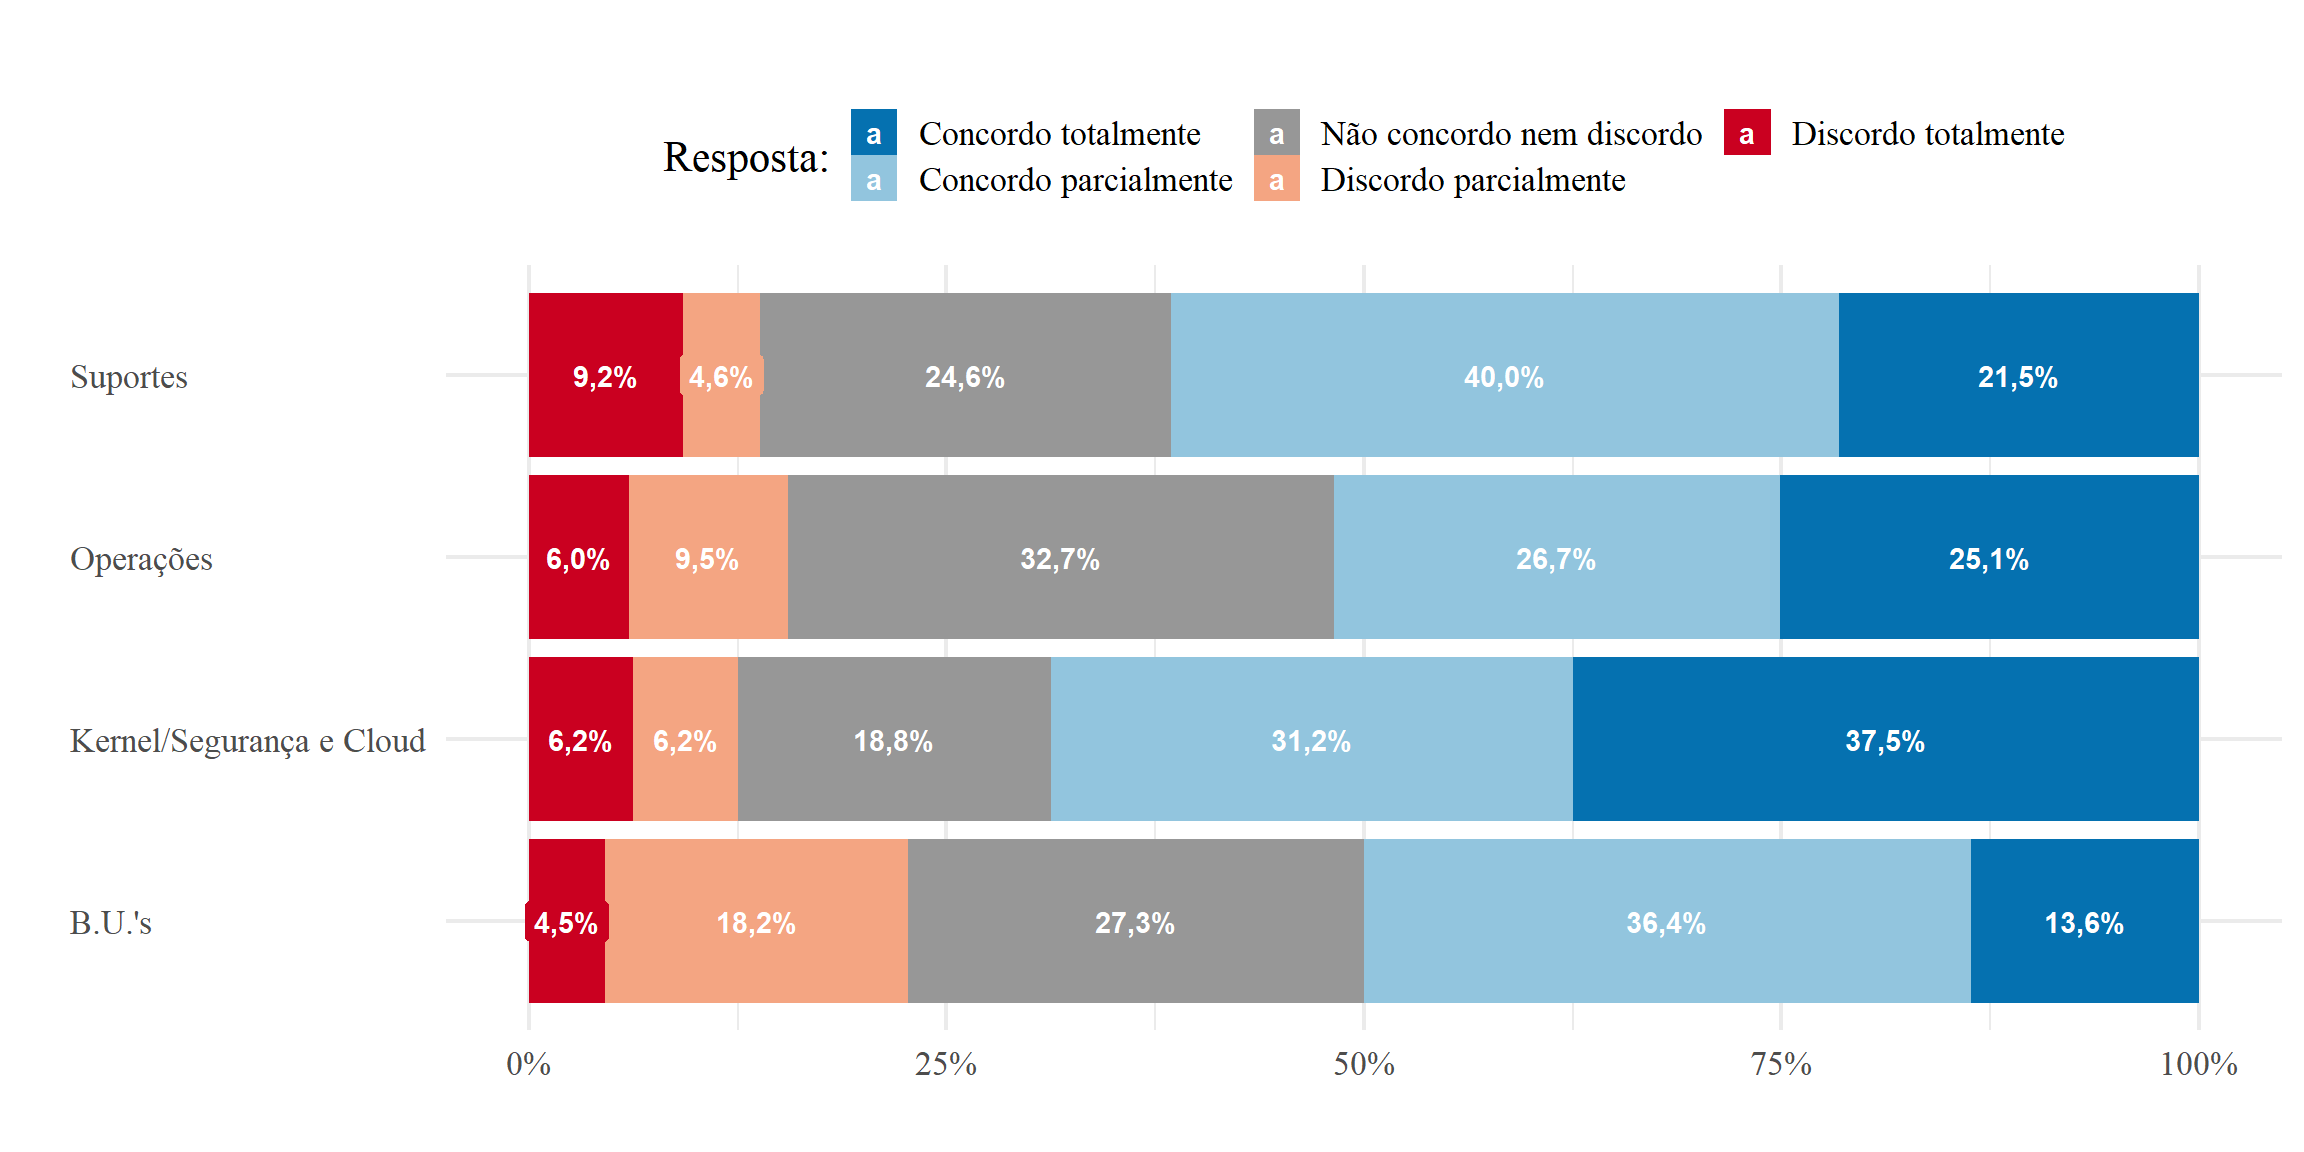 Resposta:
a Concordo totalmente
a Concordo parcialmente
a Não concordo nem discordo
a Discordo parcialmente
a Discordo totalmente
Suportes
9,2% 4,6% 24,6% 40,0% 21,5%
Operações
6,0% 9,5% 32,7% 26,7% 25,1%
Kernel/Segurança e Cloud
6,2% 6,2% 18,8% 31,2% 37,5%
B.U.'s
4,5% 18,2% 27,3% 36,4% 13,6%
0% 25% 50% 75% 100%